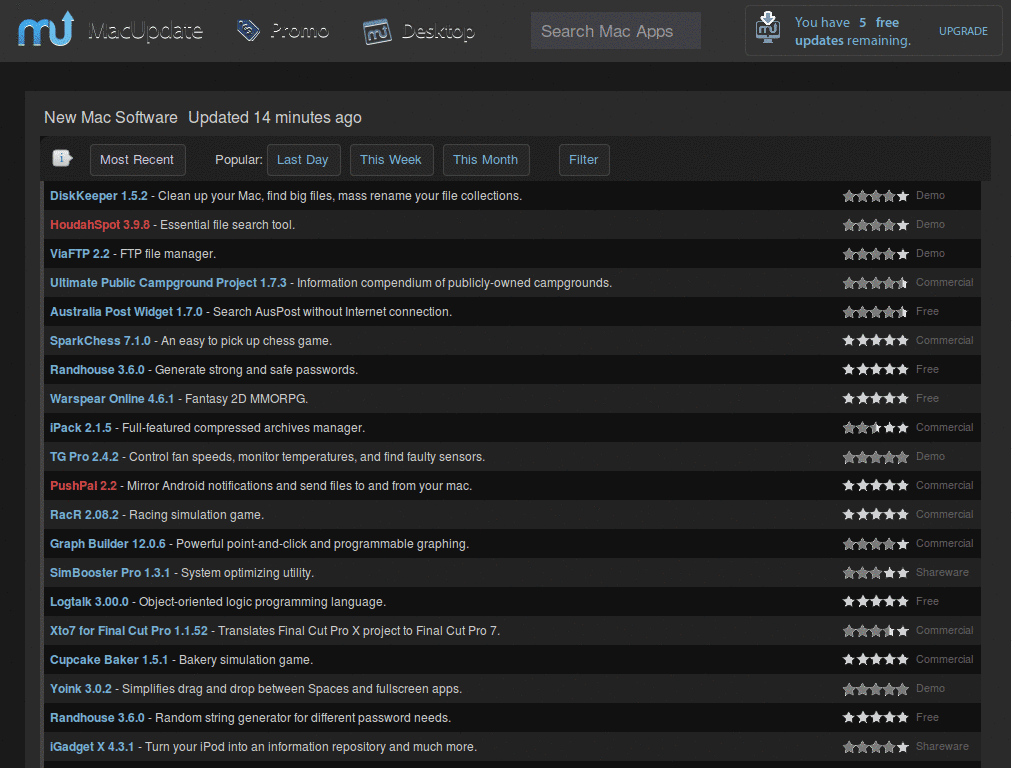 MacUpdate Promo Desktop Search Mac Apps You have 5 free
updates remaining. UPGRADE
New Mac Software Updated 14 minutes ago
Most Recent Popular: Last Day This Week This Month Filter
DiskKeeper 1.5.2 - Clean up your Mac, find big files, mass rename your file collections. Demo
HoudahSpot 3.9.8 - Essential file search tool. Demo
ViaFTP 2.2 - FTP file manager. Demo
Ultimate Public Campground Project 1.7.3 - Information compendium of publicly-owned campgrounds. Commercial
Australia Post Widget 1.7.0 - Search AusPost without Internet connection. Free
SparkChess 7.1.0 - An easy to pick up chess game. Commercial
Randhouse 3.6.0 - Generate strong and safe passwords. Free
Warspear Online 4.6.1 - Fantasy 2D MMORPG. Free
iPack 2.1.5 - Full-featured compressed archives manager. Commercial
TG Pro 2.4.2 - Control fan speeds, monitor temperatures, and find faulty sensors. Demo
PushPal 2.2 - Mirror Android notifications and send files to and from your mac. Commercial
RacR 2.08.2 - Racing simulation game. Commercial
Graph Builder 12.0.6 - Powerful point-and-click and programmable graphing. Commercial
SimBooster Pro 1.3.1 - System optimizing utility. Shareware
Logtalk 3.00.0 - Object-oriented logic programming language. Free
Xto7 for Final Cut Pro 1.1.52 - Translates Final Cut Pro X project to Final Cut Pro 7. Commercial
Cupcake Baker 1.5.1 - Bakery simulation game. Commercial
Yoink 3.0.2 - Simplifies drag and drop between Spaces and fullscreen apps. Demo
Randhouse 3.6.0 - Random string generator for different password needs. Free
iGadget X 4.3.1 - Turn your iPod into an information repository and much more. Shareware